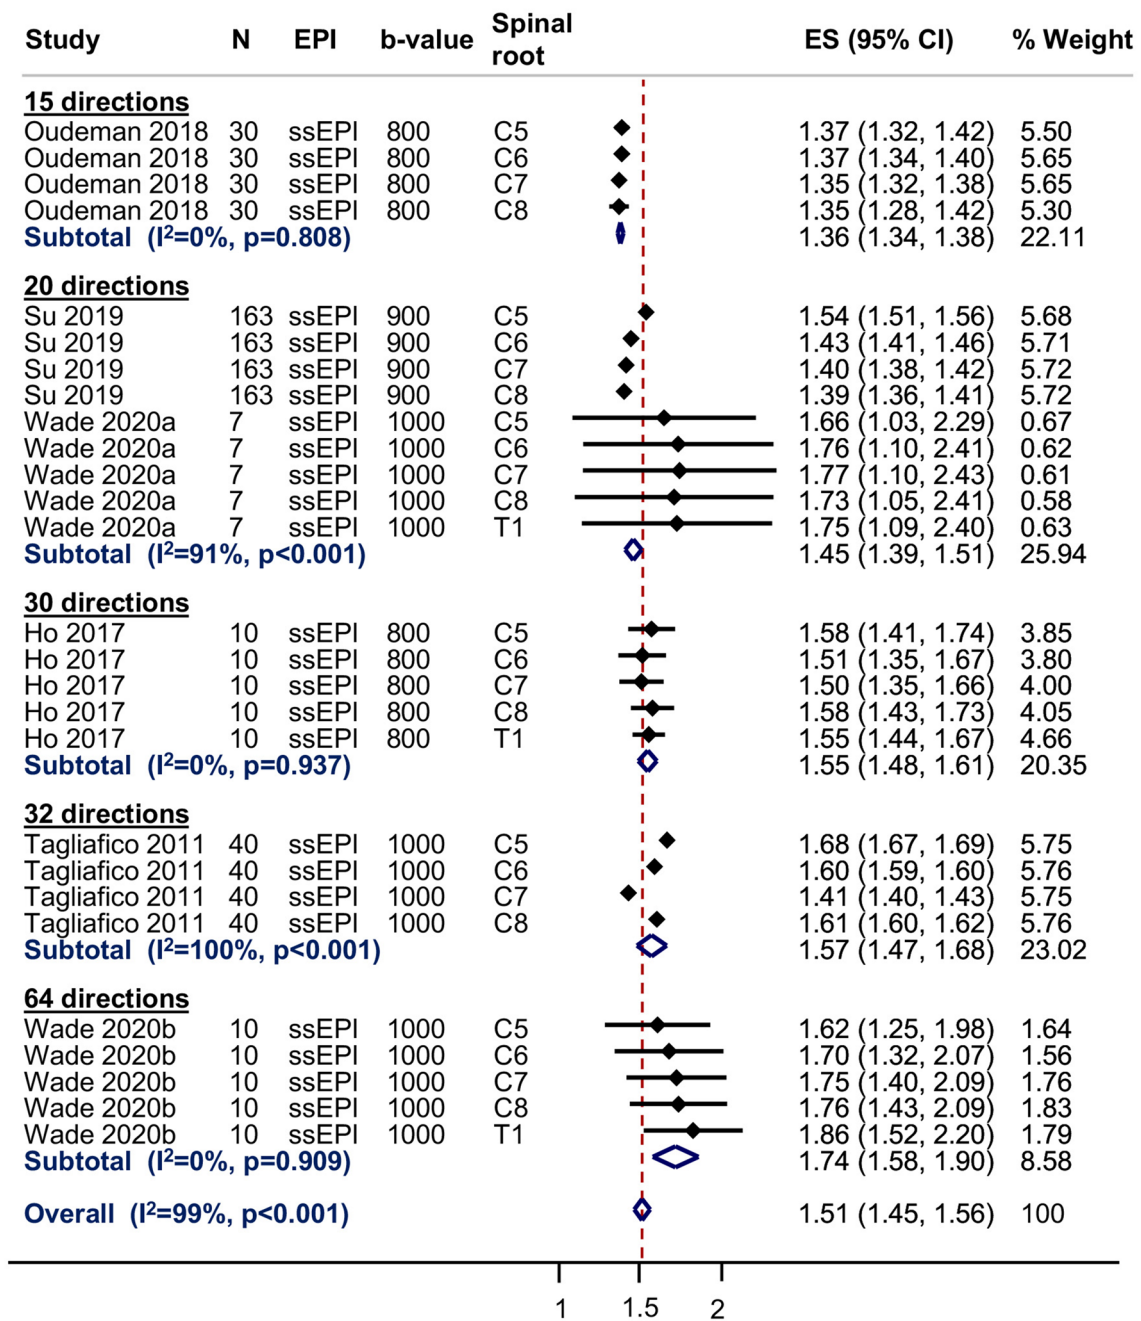 Study N EPI b-value Spinal root ES (95% CI) % Weight
15 directions
Oudeman 2018 30 ssEPI 800 C5 1.37 (1.32, 1.42) 5.50
Oudeman 2018 30 ssEPI 800 C6 1.37 (1.34, 1.40) 5.65
Oudeman 2018 30 ssEPI 800 C7 1.35 (1.32, 1.38) 5.65
Oudeman 2018 30 ssEPI 800 C8 1.35 (1.28, 1.42) 5.30
Subtotal (I²=0%, p=0.808) 1.36 (1.34, 1.38) 22.11
20 directions
Su 2019 163 ssEPI 900 C5 1.54 (1.51, 1.56) 5.68
Su 2019 163 ssEPI 900 C6 1.43 (1.41, 1.46) 5.71
Su 2019 163 ssEPI 900 C7 1.40 (1.38, 1.42) 5.72
Su 2019 163 ssEPI 900 C8 1.39 (1.36, 1.41) 5.72
Wade 2020a 7 ssEPI 1000 C5 1.66 (1.03, 2.29) 0.67
Wade 2020a 7 ssEPI 1000 C6 1.76 (1.10, 2.41) 0.62
Wade 2020a 7 ssEPI 1000 C7 1.77 (1.10, 2.43) 0.61
Wade 2020a 7 ssEPI 1000 C8 1.73 (1.05, 2.41) 0.58
Wade 2020a 7 ssEPI 1000 T1 1.75 (1.09, 2.40) 0.63
Subtotal (I²=91%, p<0.001) 1.45 (1.39, 1.51) 25.94
30 directions
Ho 2017 10 ssEPI 800 C5 1.58 (1.41, 1.74) 3.85
Ho 2017 10 ssEPI 800 C6 1.51 (1.35, 1.67) 3.80
Ho 2017 10 ssEPI 800 C7 1.50 (1.35, 1.66) 4.00
Ho 2017 10 ssEPI 800 C8 1.58 (1.43, 1.73) 4.05
Ho 2017 10 ssEPI 800 T1 1.55 (1.44, 1.67) 4.66
Subtotal (I²=0%, p=0.937) 1.55 (1.48, 1.61) 20.35
32 directions
Tagliafico 2011 40 ssEPI 1000 C5 1.68 (1.67, 1.69) 5.75
Tagliafico 2011 40 ssEPI 1000 C6 1.60 (1.59, 1.60) 5.76
Tagliafico 2011 40 ssEPI 1000 C7 1.41 (1.40, 1.43) 5.75
Tagliafico 2011 40 ssEPI 1000 C8 1.61 (1.60, 1.62) 5.76
Subtotal (I²=100%, p<0.001) 1.57 (1.47, 1.68) 23.02
64 directions
Wade 2020b 10 ssEPI 1000 C5 1.62 (1.25, 1.98) 1.64
Wade 2020b 10 ssEPI 1000 C6 1.70 (1.32, 2.07) 1.56
Wade 2020b 10 ssEPI 1000 C7 1.75 (1.40, 2.09) 1.76
Wade 2020b 10 ssEPI 1000 C8 1.76 (1.43, 2.09) 1.83
Wade 2020b 10 ssEPI 1000 T1 1.86 (1.52, 2.20) 1.79
Subtotal (I²=0%, p=0.909) 1.74 (1.58, 1.90) 8.58
Overall (I²=99%, p<0.001) 1.51 (1.45, 1.56) 100
1 1.5 2